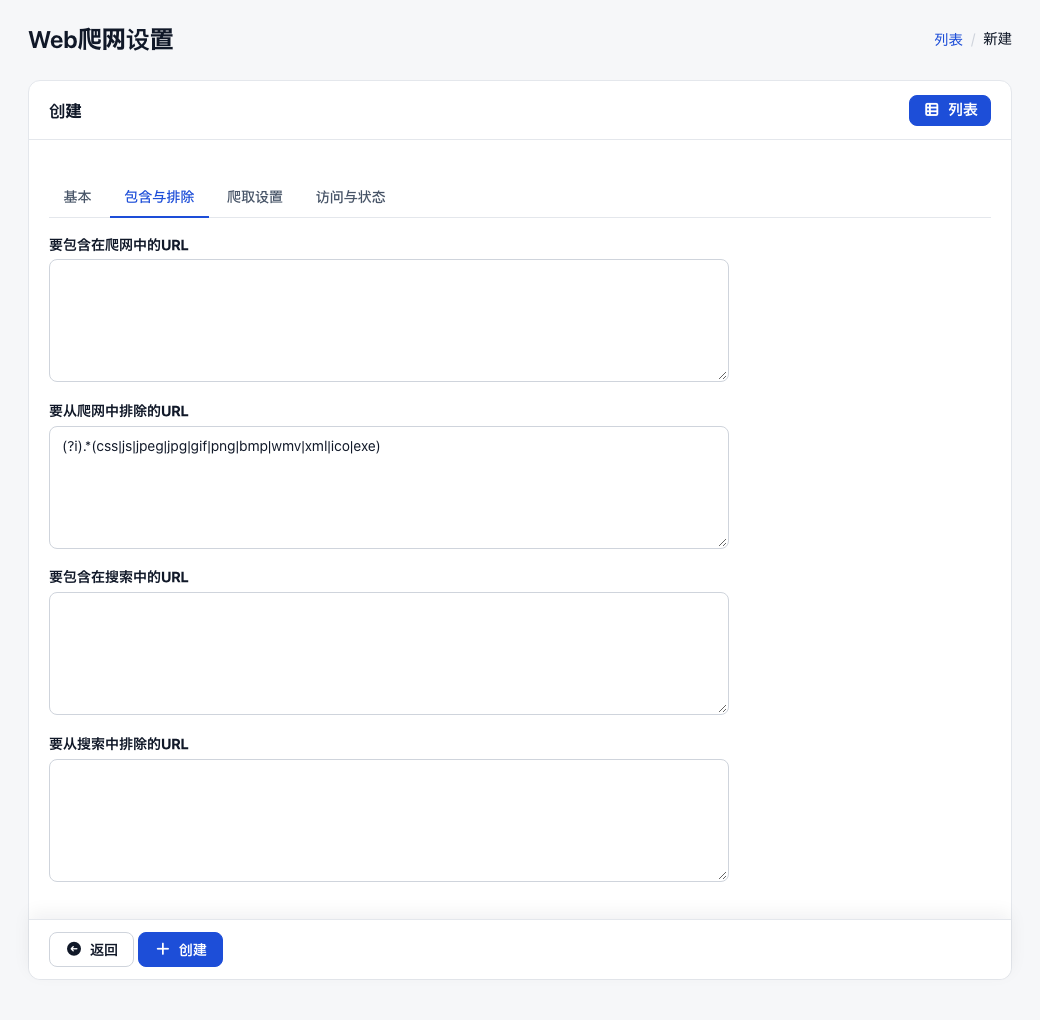 Web爬网设置
列表 / 新建
创建
列表
基本 包含与排除 爬取设置 访问与状态
要包含在爬网中的URL
要从爬网中排除的URL
(?i).*(css|js|jpeg|jpg|gif|png|bmp|wmv|xml|ico|exe)
要包含在搜索中的URL
要从搜索中排除的URL
返回 创建